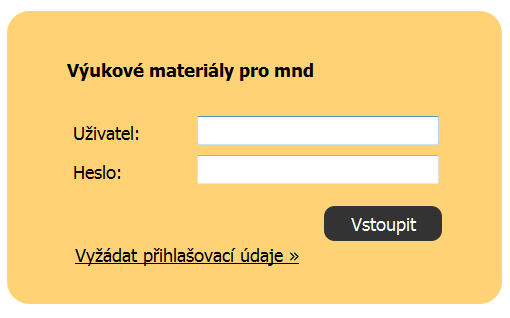 Výukové materiály pro mnd
Uživatel:
Heslo:
Vstoupit
Vyžádat přihlašovací údaje »